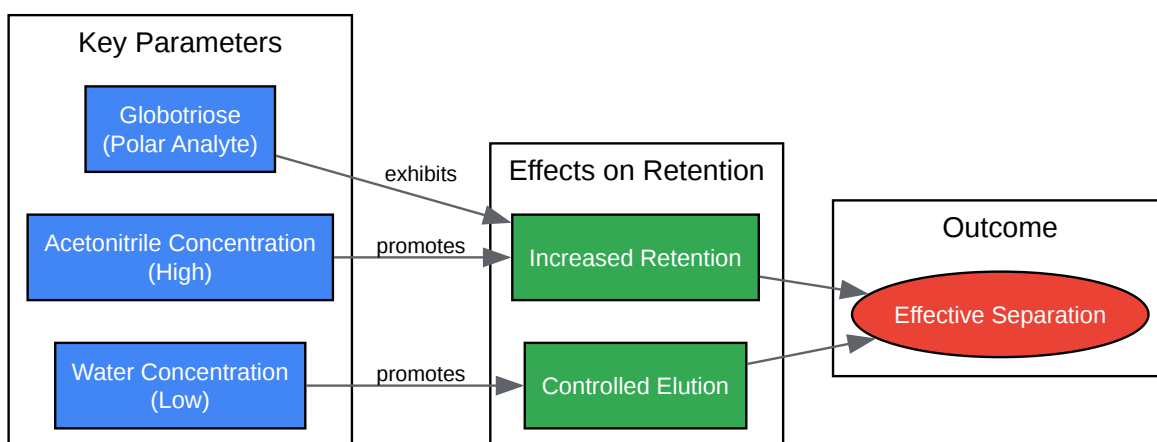 Key Parameters
Globotriose
(Polar Analyte)
exhibits
Effects on Retention
Acetonitrile Concentration
(High)
promotes
Increased Retention
Outcome
Effective Separation
Water Concentration
(Low)
promotes
Controlled Elution